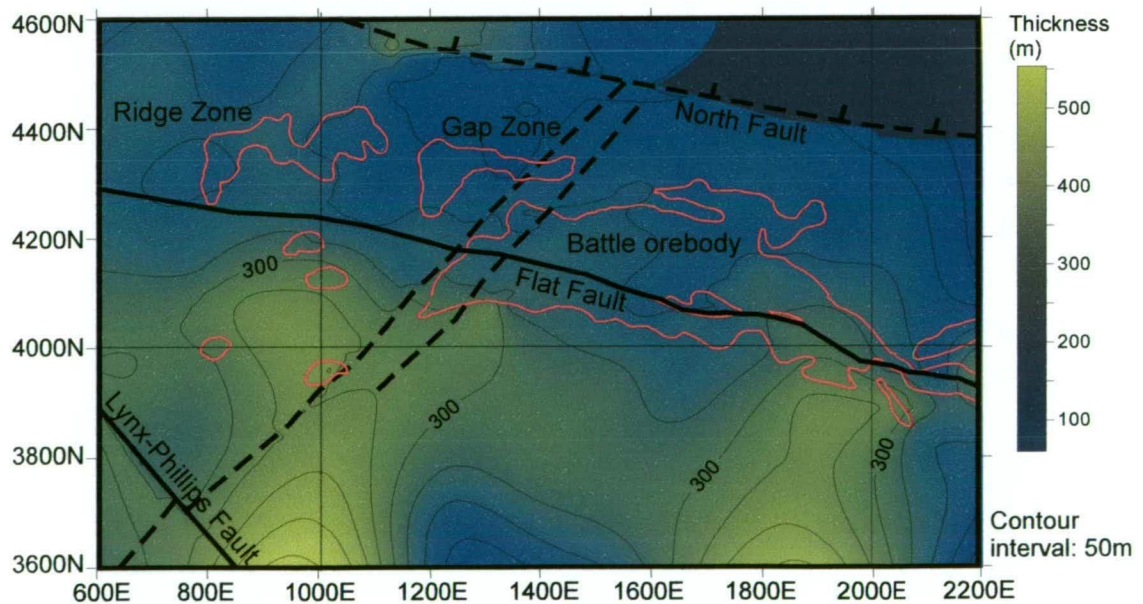 4600N
Thickness
(m)
500
Ridge Zone
Gap Zone
North Fault
4400N
400
Battle orebody
4200N
300
Flat Fault
300
4000N
200
Lynx-Phillips Fault
300
100
3800N
300
300
Contour
interval: 50m
3600N
600E 800E 1000E 1200E 1400E 1600E 1800E 2000E 2200E